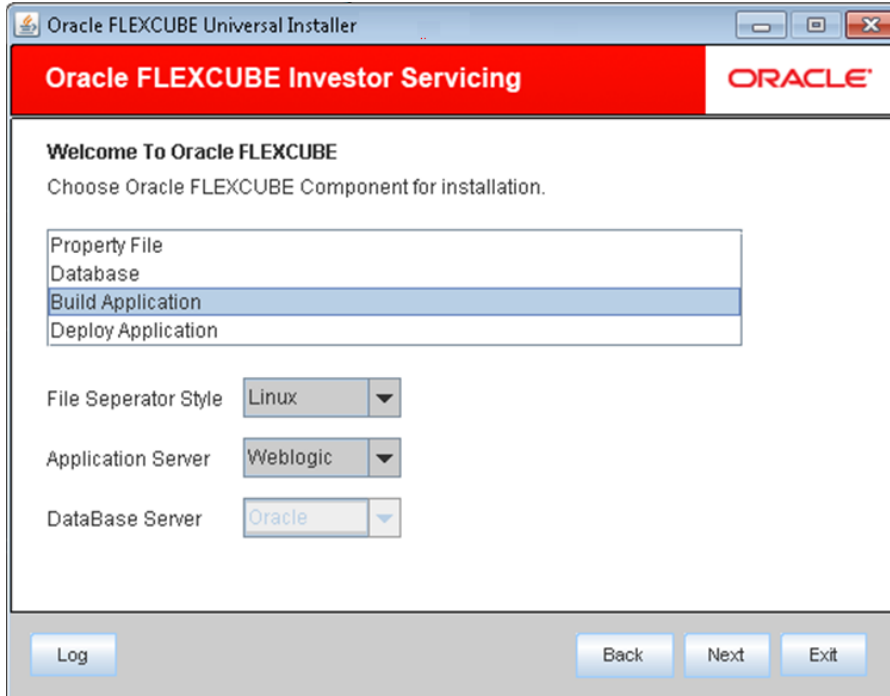 Oracle FLEXCUBE Universal Installer
Oracle FLEXCUBE Investor Servicing
ORACLE
Welcome To Oracle FLEXCUBE
Choose Oracle FLEXCUBE Component for installation.
Property File
Database
Build Application
Deploy Application
File Seperator Style
Linux
Application Server
Weblogic
DataBase Server
Oracle
Log
Back
Next
Exit